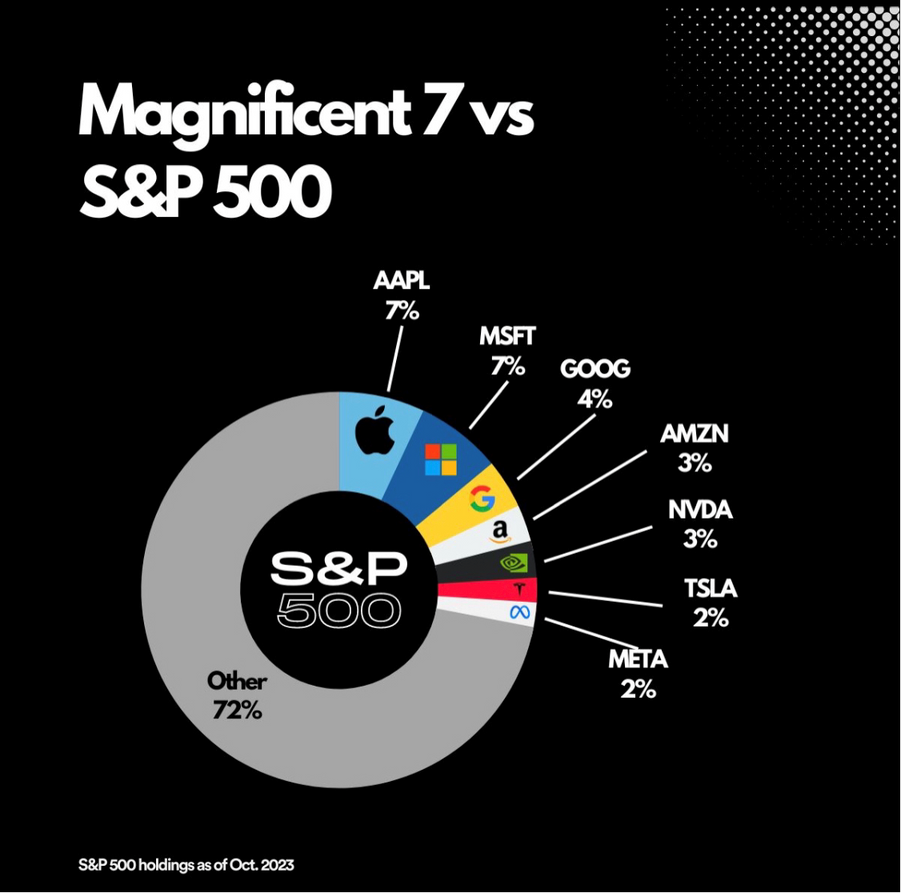 Magnificent 7 vs
S&P 500
AAPL
7%
MSFT
7%
GOOG
4%
AMZN
3%
NVDA
3%
TSLA
2%
META
2%
a
S&P
500
Other
72%
S&P 500 holdings as of Oct. 2023